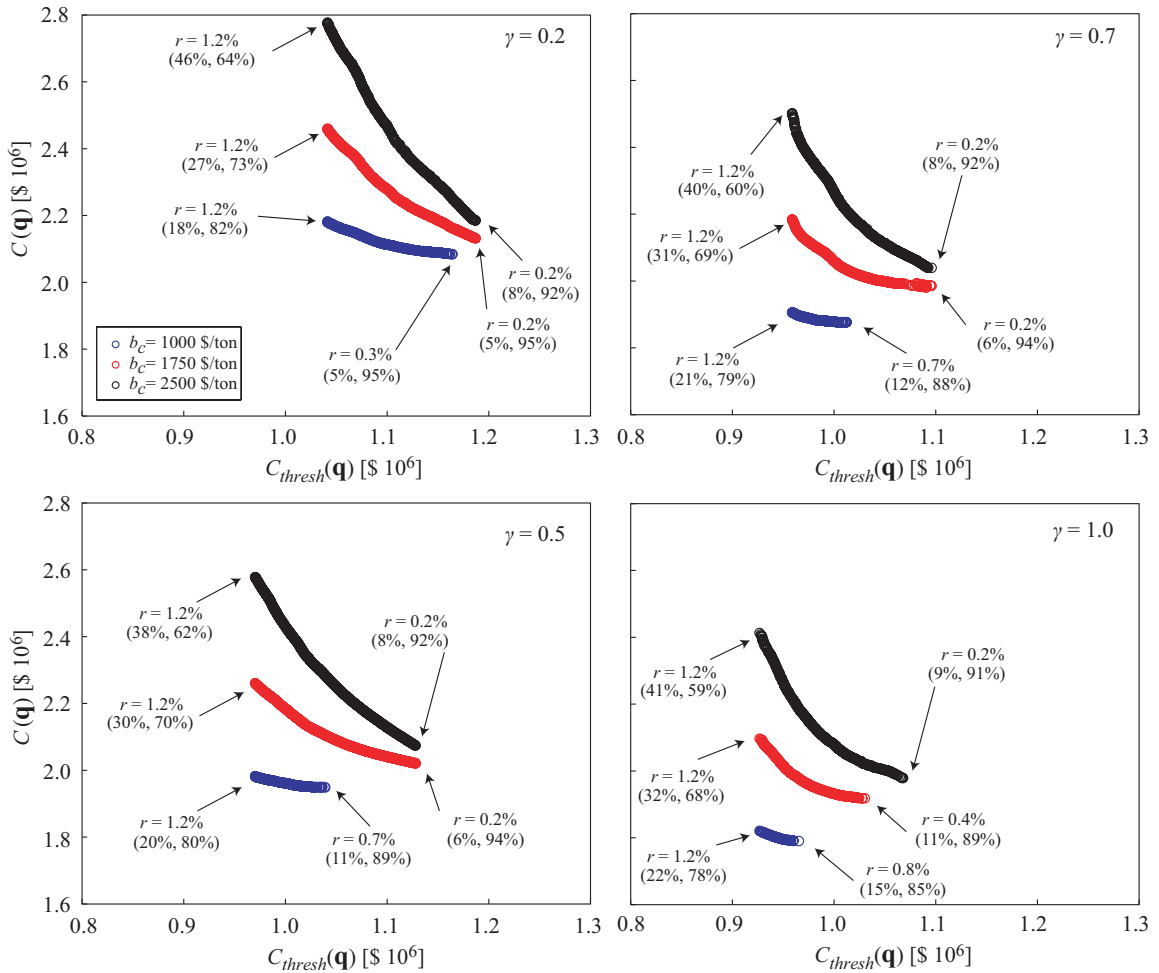 γ = 0.2
r = 1.2%
(46%, 64%)
r = 1.2%
(27%, 73%)
r = 1.2%
(18%, 82%)
r = 0.2%
(8%, 92%)
r = 0.2%
(5%, 95%)
r = 0.3%
(5%, 95%)
b_c = 1000 $/ton
b_c = 1750 $/ton
b_c = 2500 $/ton
C(q) [$ 10⁶]
2.8
2.6
2.4
2.2
2.0
1.8
1.6
0.8 0.9 1.0 1.1 1.2 1.3
C_thresh(q) [$ 10⁶]
γ = 0.7
r = 1.2%
(40%, 60%)
r = 0.2%
(8%, 92%)
r = 1.2%
(31%, 69%)
r = 0.2%
(6%, 94%)
r = 1.2%
(21%, 79%)
r = 0.7%
(12%, 88%)
0.8 0.9 1.0 1.1 1.2 1.3
C_thresh(q) [$ 10⁶]
γ = 0.5
r = 1.2%
(38%, 62%)
r = 0.2%
(8%, 92%)
r = 1.2%
(30%, 70%)
r = 1.2%
(20%, 80%)
r = 0.7%
(11%, 89%)
r = 0.2%
(6%, 94%)
C(q) [$ 10⁶]
2.8
2.6
2.4
2.2
2.0
1.8
1.6
0.8 0.9 1.0 1.1 1.2 1.3
C_thresh(q) [$ 10⁶]
γ = 1.0
r = 1.2%
(41%, 59%)
r = 0.2%
(9%, 91%)
r = 1.2%
(32%, 68%)
r = 0.4%
(11%, 89%)
r = 1.2%
(22%, 78%)
r = 0.8%
(15%, 85%)
0.8 0.9 1.0 1.1 1.2 1.3
C_thresh(q) [$ 10⁶]